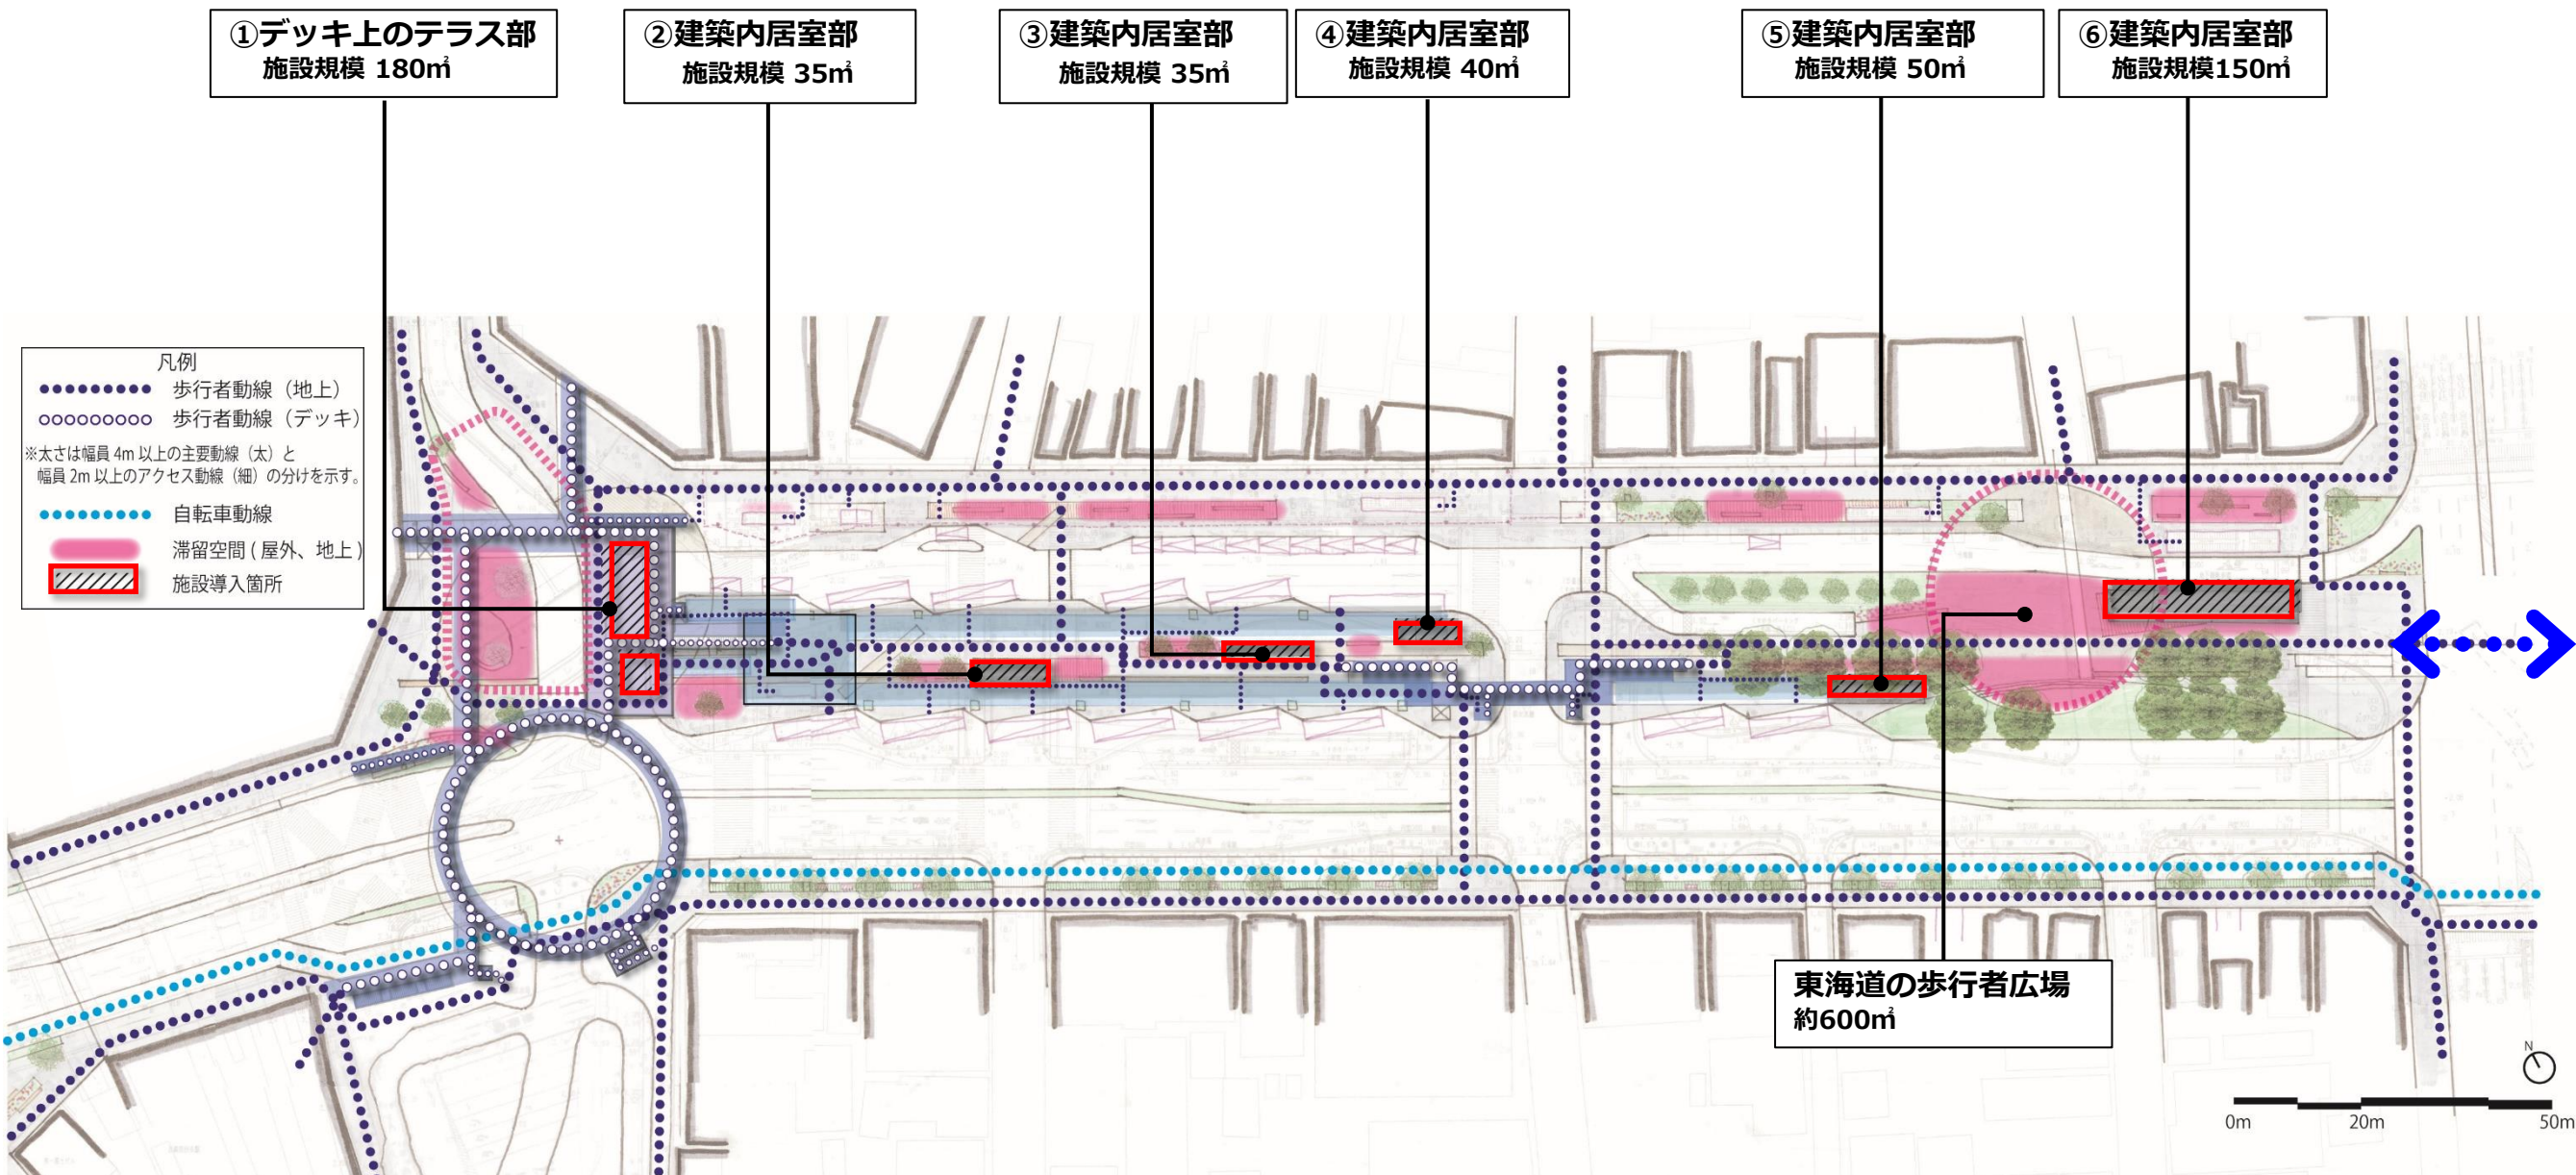 ①デッキ上のテラス部
施設規模 180㎡
②建築内居室部
施設規模 35㎡
③建築内居室部
施設規模 35㎡
④建築内居室部
施設規模 40㎡
⑤建築内居室部
施設規模 50㎡
⑥建築内居室部
施設規模150㎡
凡例
歩行者動線（地上）
歩行者動線（デッキ）
※太さは幅員 4m 以上の主要動線（太）と
幅員 2m 以上のアクセス動線（細）の分けを示す。
自転車動線
滞留空間 ( 屋外、地上 )
施設導入箇所
東海道の歩行者広場
約600㎡
N
0m 20m 50m